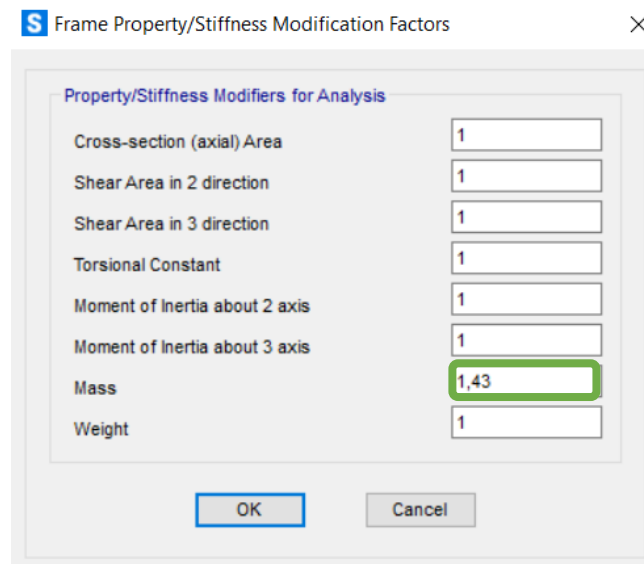 S Frame Property/Stiffness Modification Factors
Property/Stiffness Modifiers for Analysis
Cross-section (axial) Area 1
Shear Area in 2 direction 1
Shear Area in 3 direction 1
Torsional Constant 1
Moment of Inertia about 2 axis 1
Moment of Inertia about 3 axis 1
Mass 1,43
Weight 1
OK Cancel